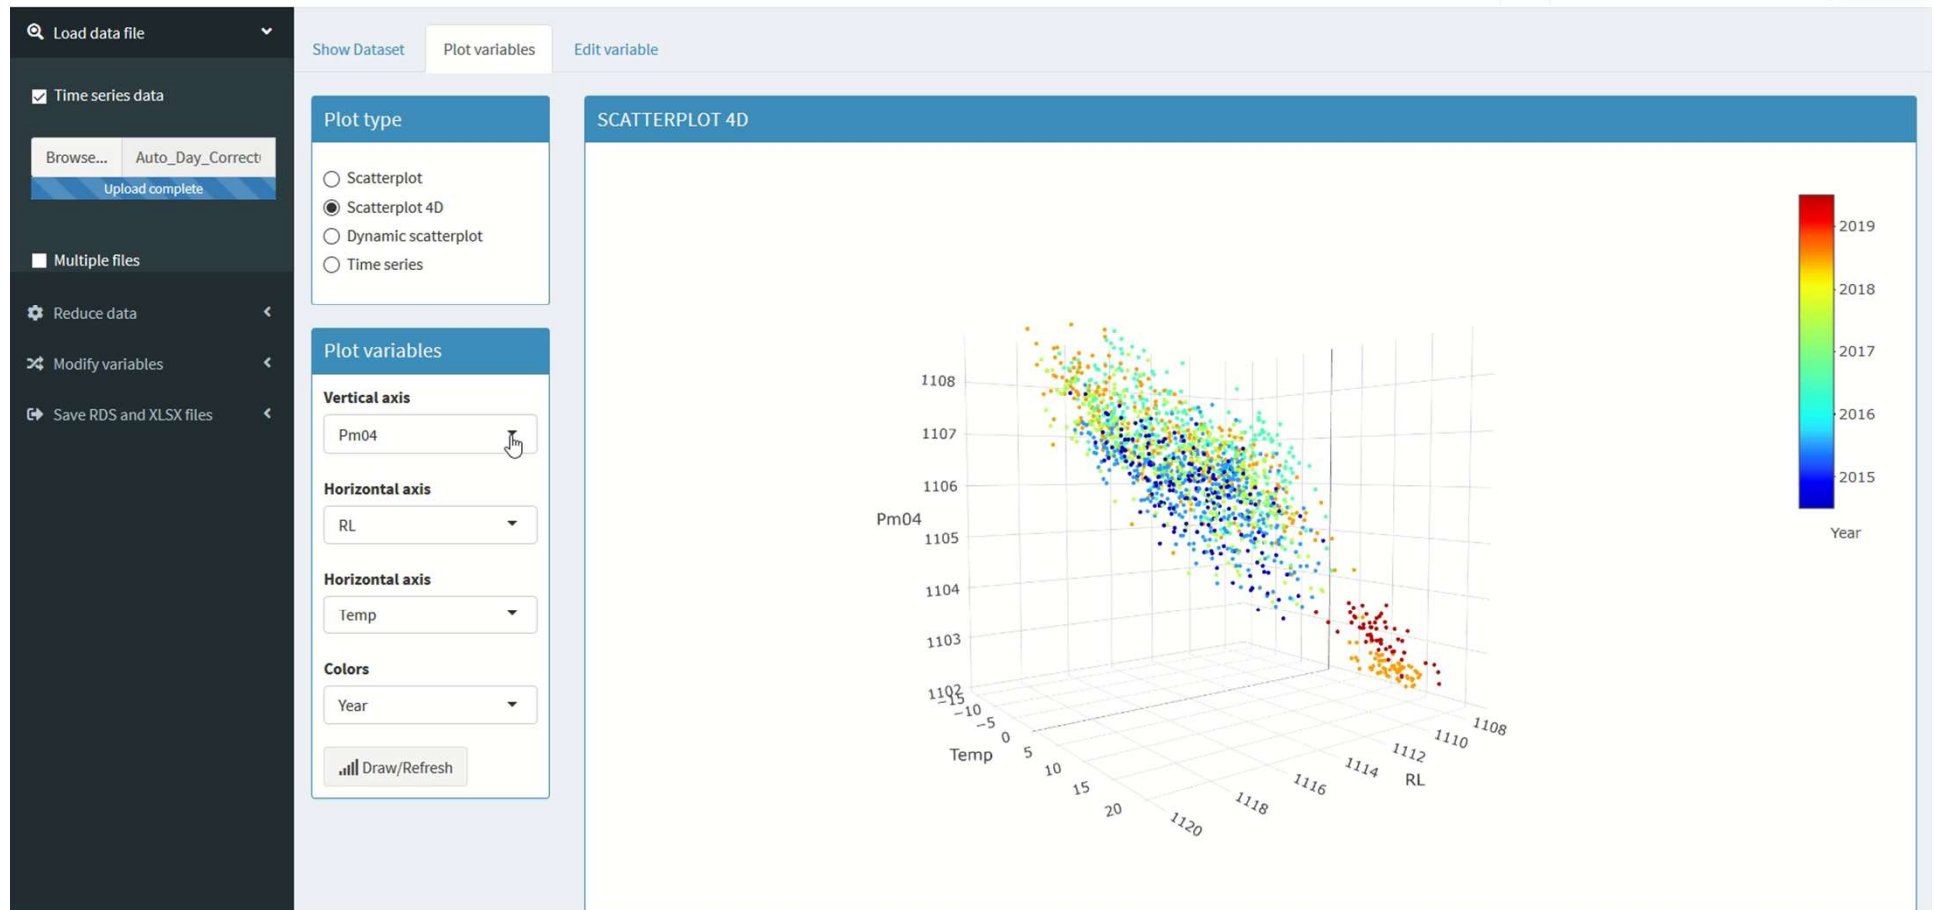 Load data file
Time series data
Browse...
Auto_Day_Correct
Upload complete
Multiple files
Reduce data
Modify variables
Save RDS and XLSX files
Show Dataset
Plot variables
Edit variable
Plot type
Scatterplot
Scatterplot 4D
Dynamic scatterplot
Time series
Plot variables
Vertical axis
Pm04
Horizontal axis
RL
Horizontal axis
Temp
Colors
Year
Draw/Refresh
SCATTERPLOT 4D
2019
2018
2017
2016
2015
Year
1108
1107
1106
Pm04
1105
1104
1103
1102
−15
−10
−5
0
5
10
15
20
Temp
1108
1110
1112
1114
1116
1118
1120
RL